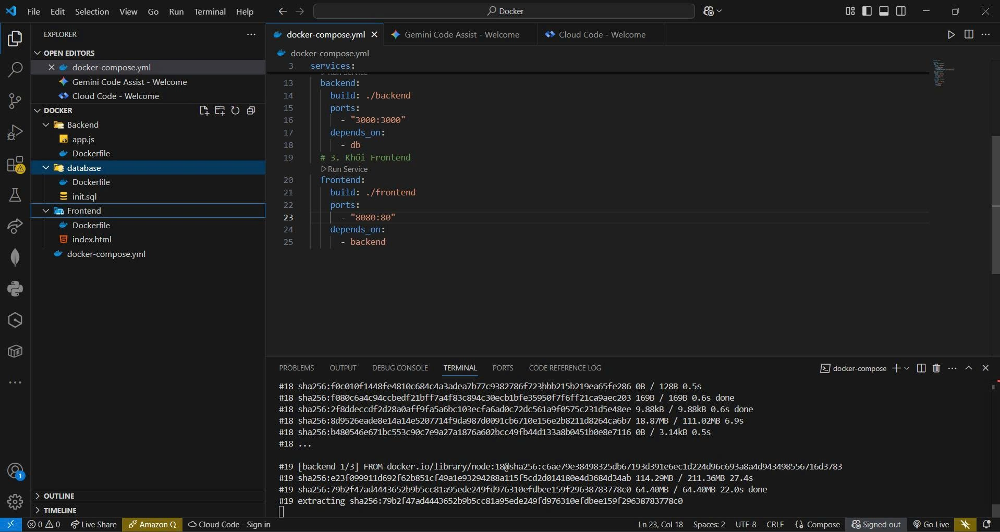 File Edit Selection View Go Run Terminal Help
Docker
EXPLORER
OPEN EDITORS
docker-compose.yml
Gemini Code Assist - Welcome
Cloud Code - Welcome
DOCKER
Backend
JS app.js
Dockerfile
database
Dockerfile
init.sql
Frontend
Dockerfile
index.html
docker-compose.yml
OUTLINE
TIMELINE
docker-compose.yml Gemini Code Assist - Welcome Cloud Code - Welcome
docker-compose.yml
3 services:
Run Service
13 backend:
14 build: ./backend
15 ports:
16 - "3000:3000"
17 depends_on:
18 - db
19 # 3. Khối Frontend
Run Service
20 frontend:
21 build: ./frontend
22 ports:
23 - "8080:80"
24 depends_on:
25 - backend
PROBLEMS OUTPUT DEBUG CONSOLE TERMINAL PORTS CODE REFERENCE LOG
docker-compose
#18 sha256:f0c010f1448fe4810c684c4a3adea7b77c9382786f723bbb215b219ea65fe286 0B / 128B 0.5s
#18 sha256:f080c6a4c94ccbedf21bff7a4f83c894c30ecb1bfe35950f7f6ff21ca9aec203 169B / 169B 0.6s done
#18 sha256:2f8ddeccdf2d28a0aff9fa5a6bc103ecfa6ad0c72dc561a9f0575c231d5e48ee 9.88kB / 9.88kB 0.6s done
#18 sha256:8d9526eade8e14a14e5207714f9da987d0091cb6710e156e2b8211d8264ca6b7 18.87MB / 111.02MB 6.9s
#18 sha256:b480546e671bc553c90c7e9a27a1876a602bcc49fb44d133a8b0451b0e8e7116 0B / 3.14kB 0.5s
#18 ...
#19 [backend 1/3] FROM docker.io/library/node:18@sha256:c6ae79e38498325db67193d391e6ec1d224d96c693a8a4d943498556716d3783
#19 sha256:e23f099911d692f62b851cf49a1e93294288a115f5cd2d014180e4d3684d34ab 114.29MB / 211.36MB 27.4s
#19 sha256:79b2f47ad4443652b9b5cc81a95ede249fd976310efdbee159f29638783778c0 64.40MB / 64.40MB 22.0s done
#19 extracting sha256:79b2f47ad4443652b9b5cc81a95ede249fd976310efdbee159f29638783778c0
1
0 0 Live Share Amazon Q Cloud Code - Sign in Ln 23, Col 18 Spaces: 2 UTF-8 CRLF {} Compose Signed out Go Live